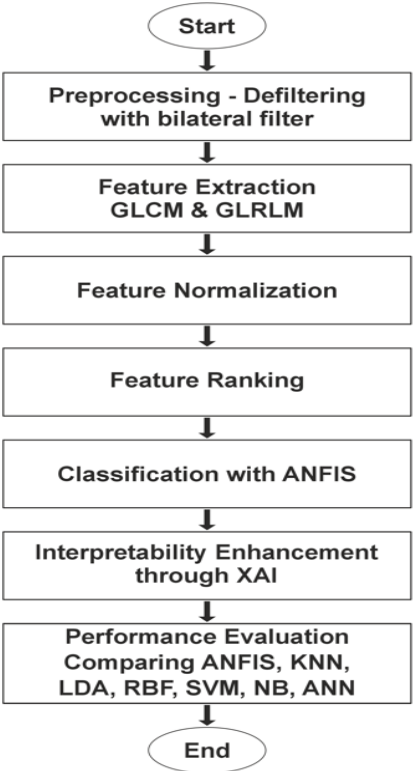 Start
Preprocessing - Defiltering
with bilateral filter
Feature Extraction
GLCM & GLRLM
Feature Normalization
Feature Ranking
Classification with ANFIS
Interpretability Enhancement
through XAI
Performance Evaluation
Comparing ANFIS, KNN,
LDA, RBF, SVM, NB, ANN
End